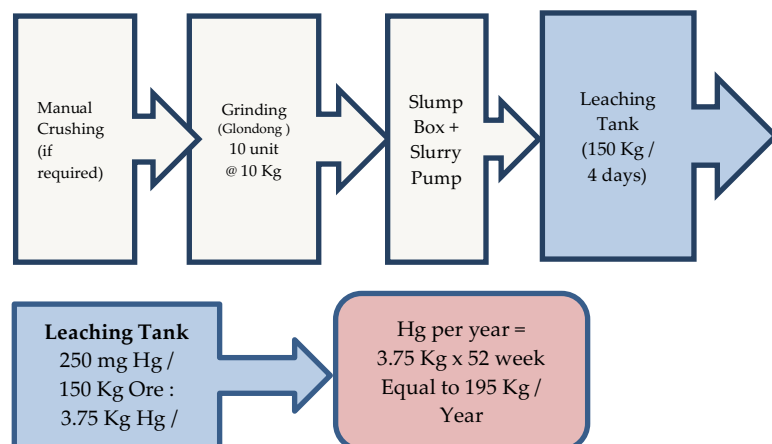 Manual
Crushing
(if
required)
Grinding
(Glondong )
10 unit
@ 10 Kg
Slump
Box +
Slurry
Pump
Leaching
Tank
(150 Kg /
4 days)
Leaching Tank
250 mg Hg /
150 Kg Ore :
3.75 Kg Hg /
Hg per year =
3.75 Kg x 52 week
Equal to 195 Kg /
Year